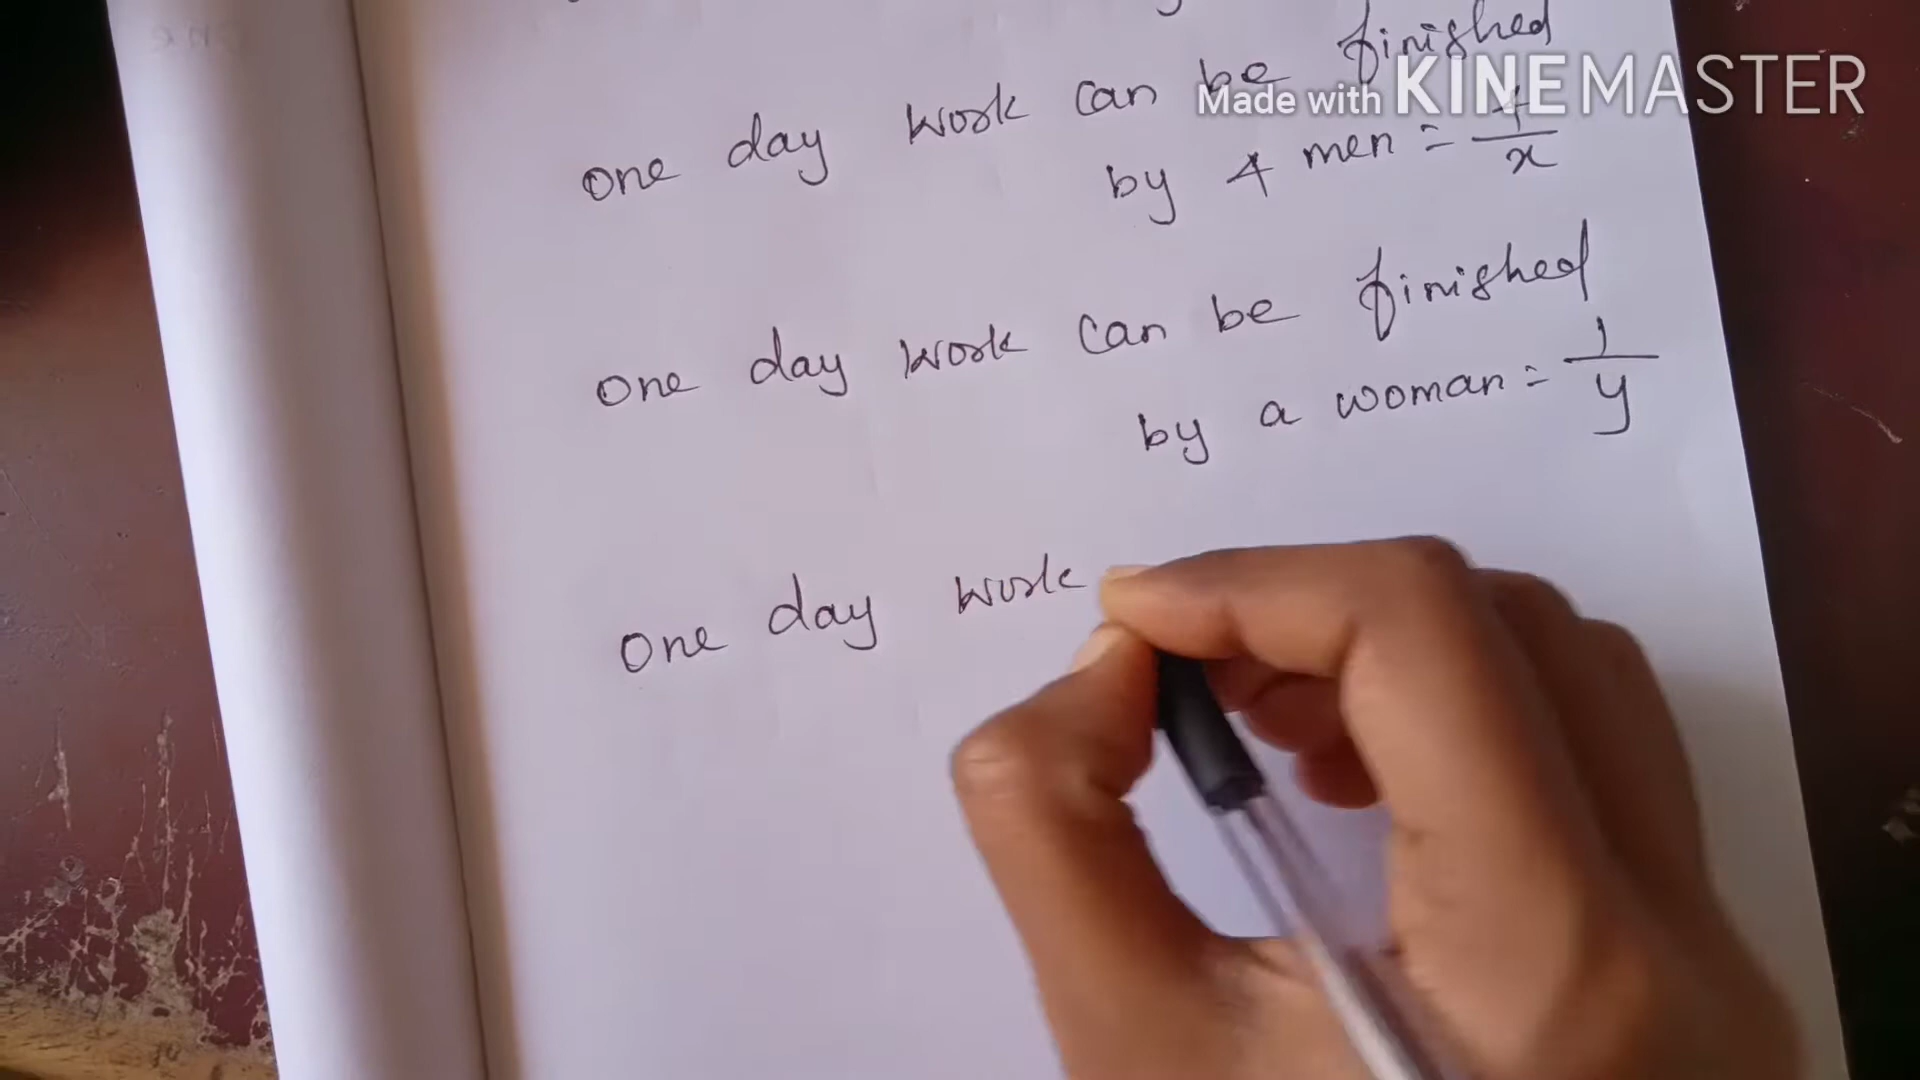 one day work can be finished
Made with KINEMASTER
by 4 men = 4/x
one day work can be finished
by a woman = 1/y
one day work